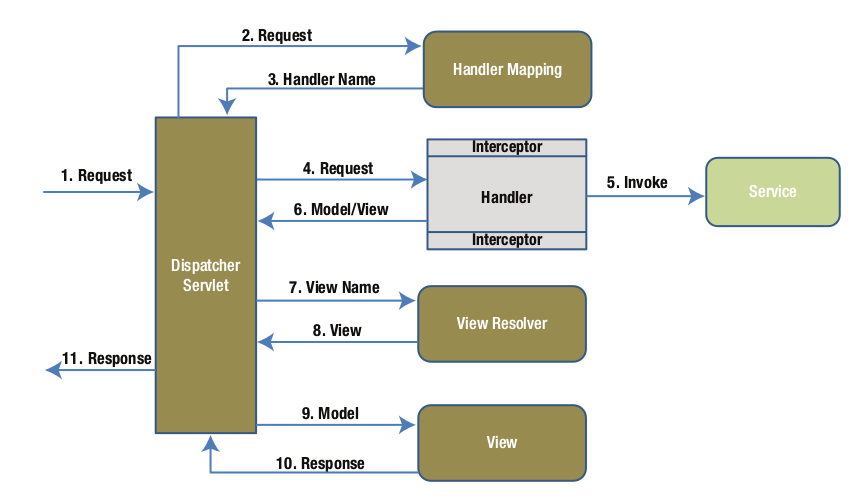 2. Request
Handler Mapping
3. Handler Name
1. Request
Interceptor
4. Request
Handler
5. Invoke
Service
6. Model/View
Interceptor
Dispatcher
Servlet
7. View Name
View Resolver
8. View
11. Response
9. Model
View
10. Response